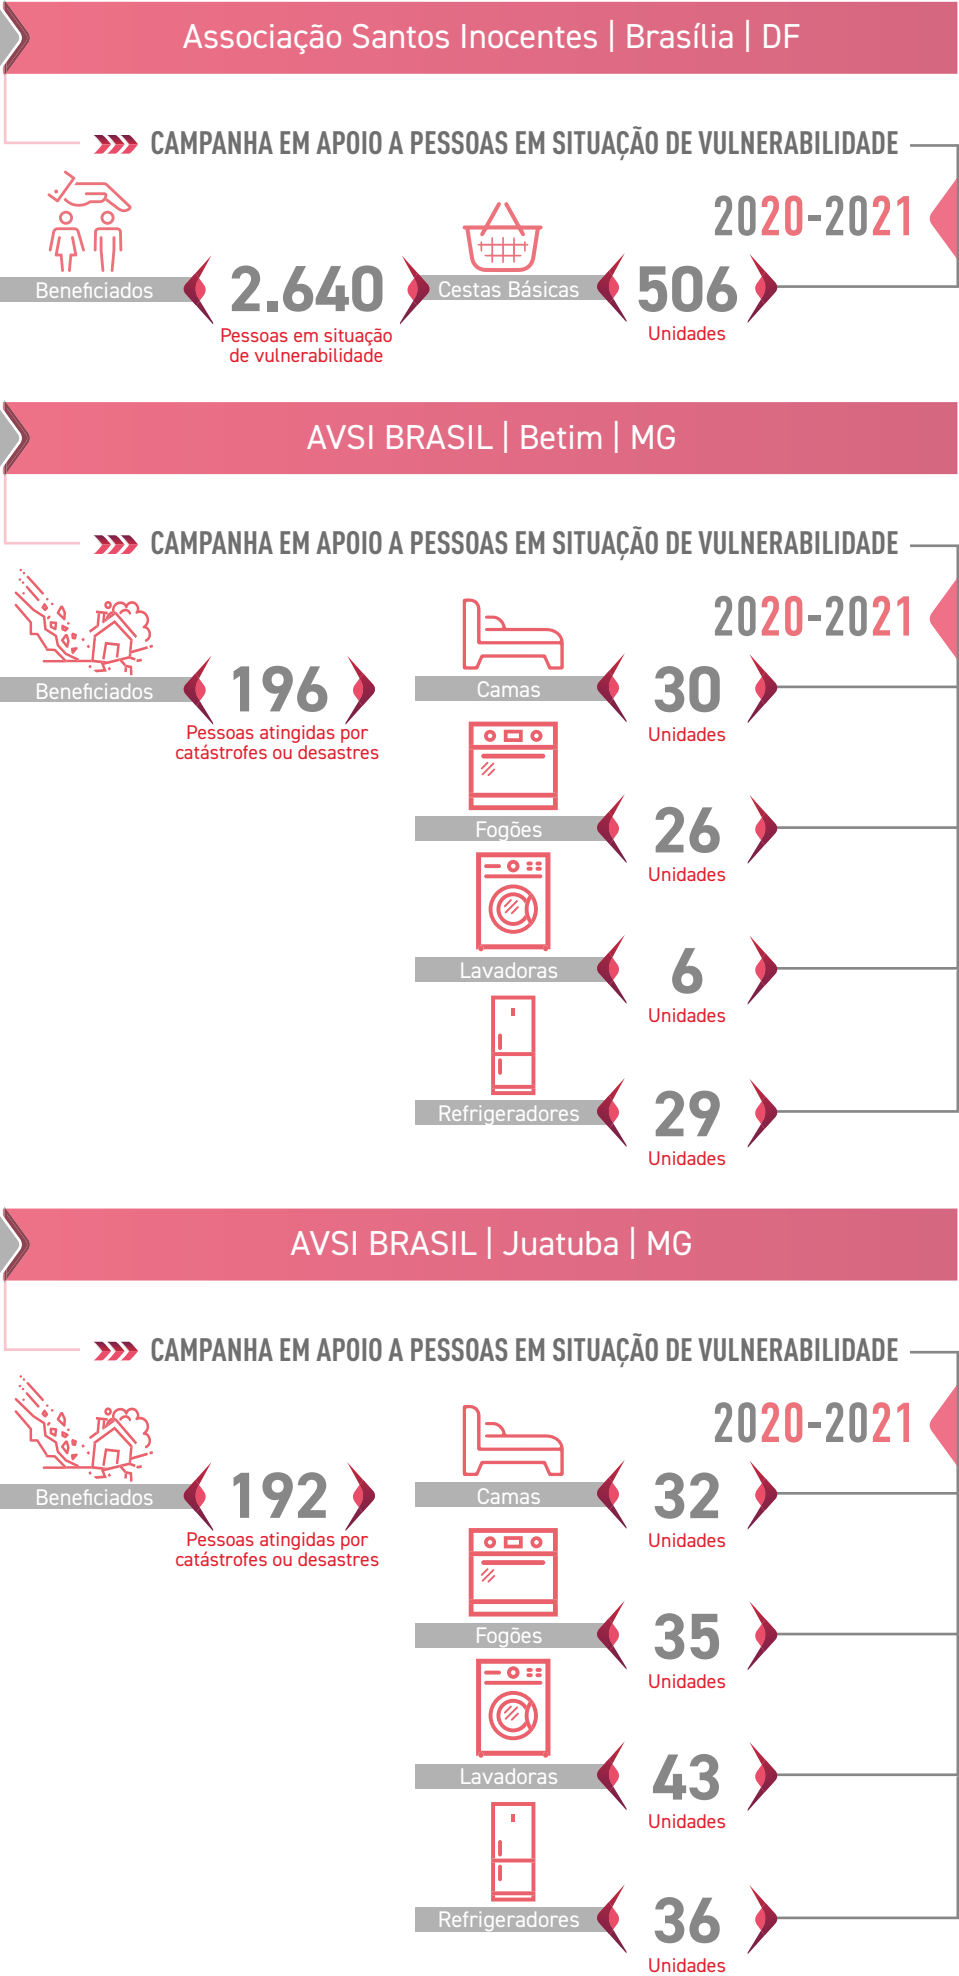 Associação Santos Inocentes | Brasília | DF
CAMPANHA EM APOIO A PESSOAS EM SITUAÇÃO DE VULNERABILIDADE
2020-2021
Beneficiados
2.640
Pessoas em situação
de vulnerabilidade
Cestas Básicas
506
Unidades
AVSI BRASIL | Betim | MG
CAMPANHA EM APOIO A PESSOAS EM SITUAÇÃO DE VULNERABILIDADE
2020-2021
Beneficiados
196
Pessoas atingidas por
catástrofes ou desastres
Camas
30
Unidades
Fogões
26
Unidades
Lavadoras
6
Unidades
Refrigeradores
29
Unidades
AVSI BRASIL | Juatuba | MG
CAMPANHA EM APOIO A PESSOAS EM SITUAÇÃO DE VULNERABILIDADE
2020-2021
Beneficiados
192
Pessoas atingidas por
catástrofes ou desastres
Camas
32
Unidades
Fogões
35
Unidades
Lavadoras
43
Unidades
Refrigeradores
36
Unidades